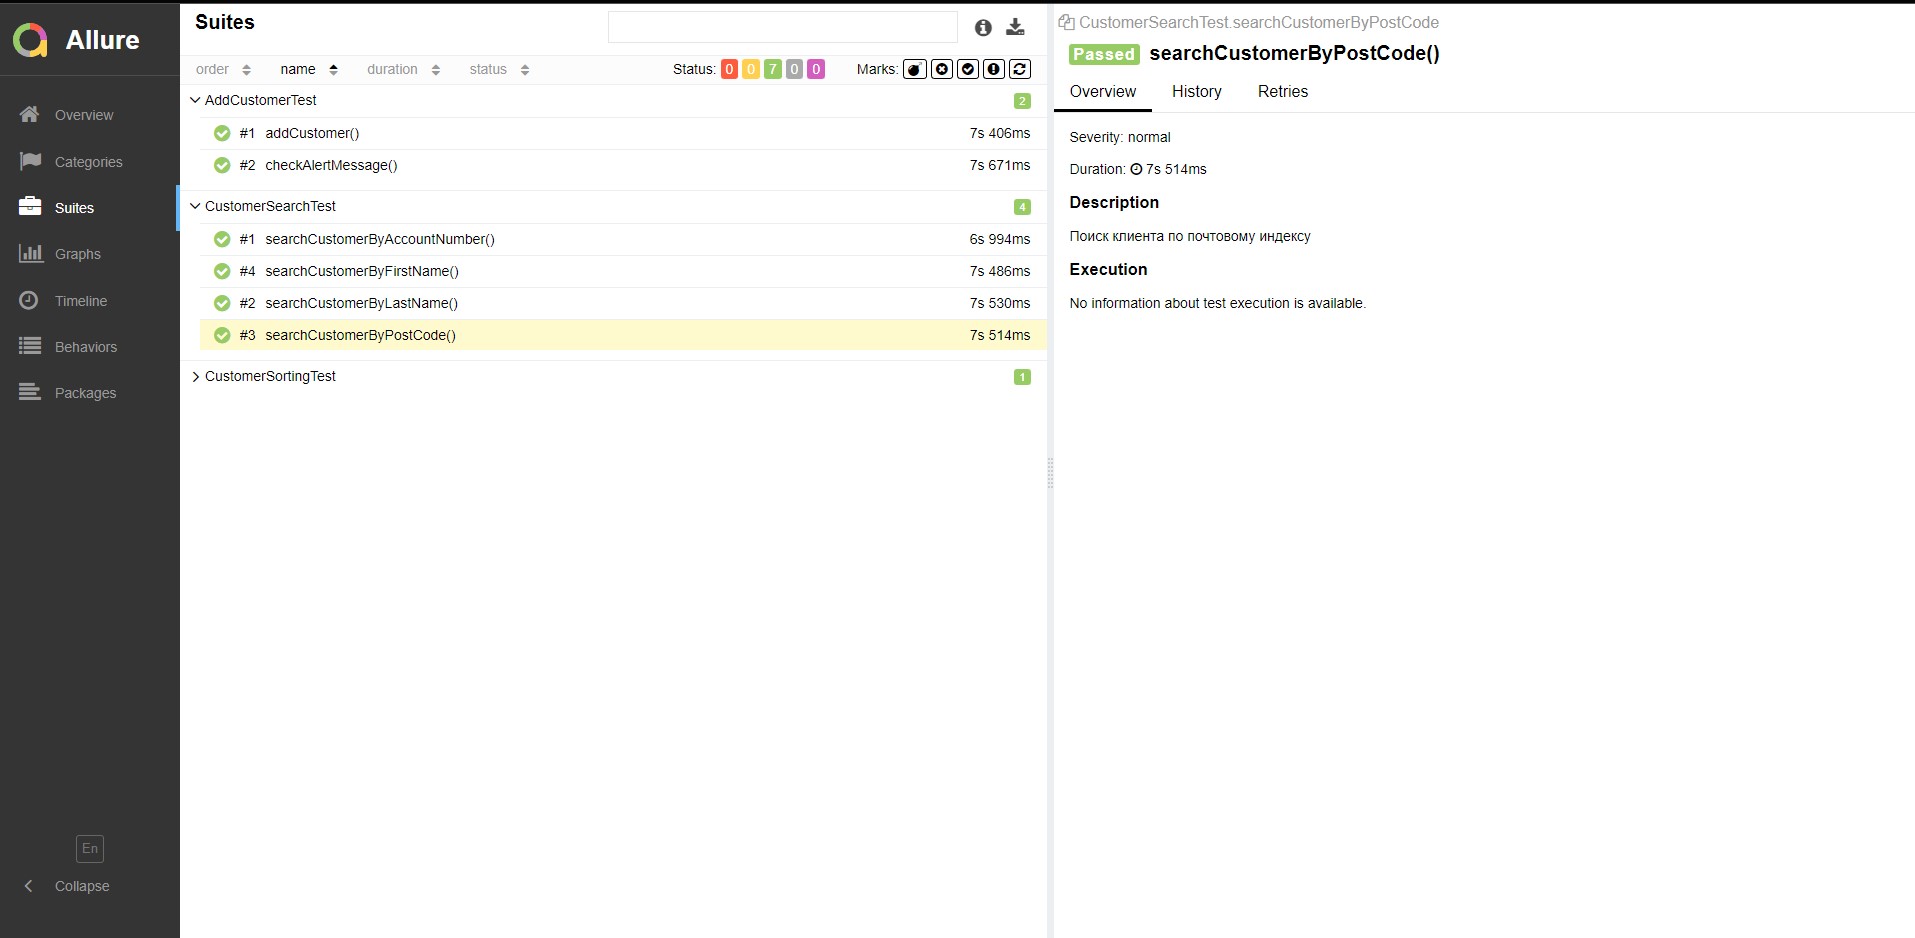 Allure
Overview
Categories
Suites
Graphs
Timeline
Behaviors
Packages
En
Collapse
Suites
order name duration status Status: 0 0 7 0 0 Marks:
AddCustomerTest 2
#1 addCustomer() 7s 406ms
#2 checkAlertMessage() 7s 671ms
CustomerSearchTest 4
#1 searchCustomerByAccountNumber() 6s 994ms
#4 searchCustomerByFirstName() 7s 486ms
#2 searchCustomerByLastName() 7s 530ms
#3 searchCustomerByPostCode() 7s 514ms
CustomerSortingTest 1
CustomerSearchTest.searchCustomerByPostCode
Passed searchCustomerByPostCode()
Overview History Retries
Severity: normal
Duration: 7s 514ms
Description
Поиск клиента по почтовому индексу
Execution
No information about test execution is available.